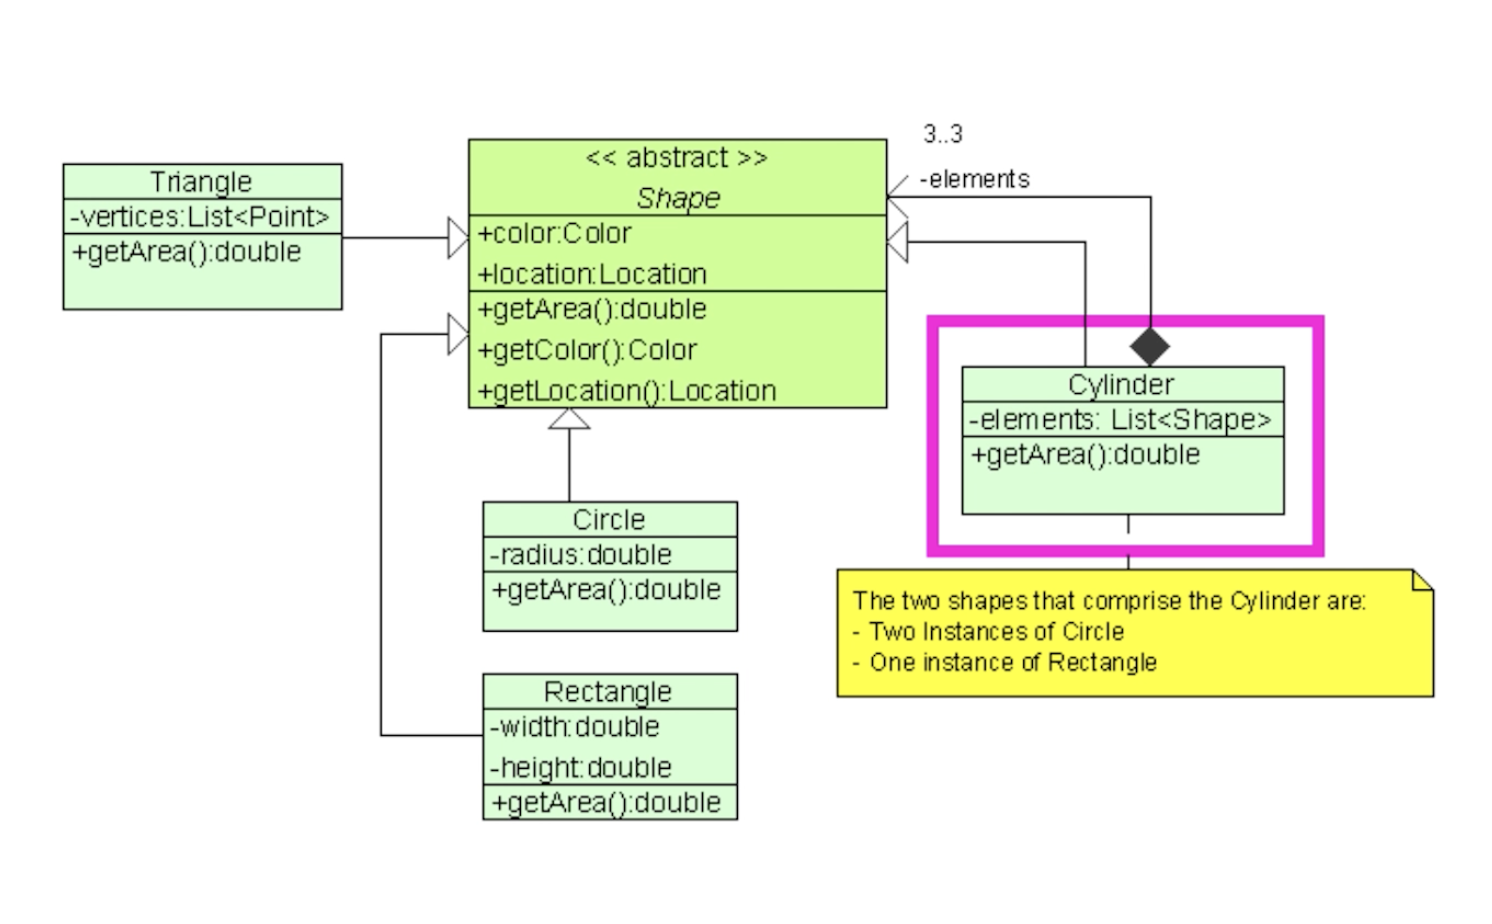 3..3
-elements
<< abstract >>
Shape
+color:Color
+location:Location
+getArea():double
+getColor():Color
+getLocation():Location
Triangle
-vertices:List<Point>
+getArea():double
Cylinder
-elements: List<Shape>
+getArea():double
Circle
-radius:double
+getArea():double
The two shapes that comprise the Cylinder are:
- Two Instances of Circle
- One instance of Rectangle
Rectangle
-width:double
-height:double
+getArea():double